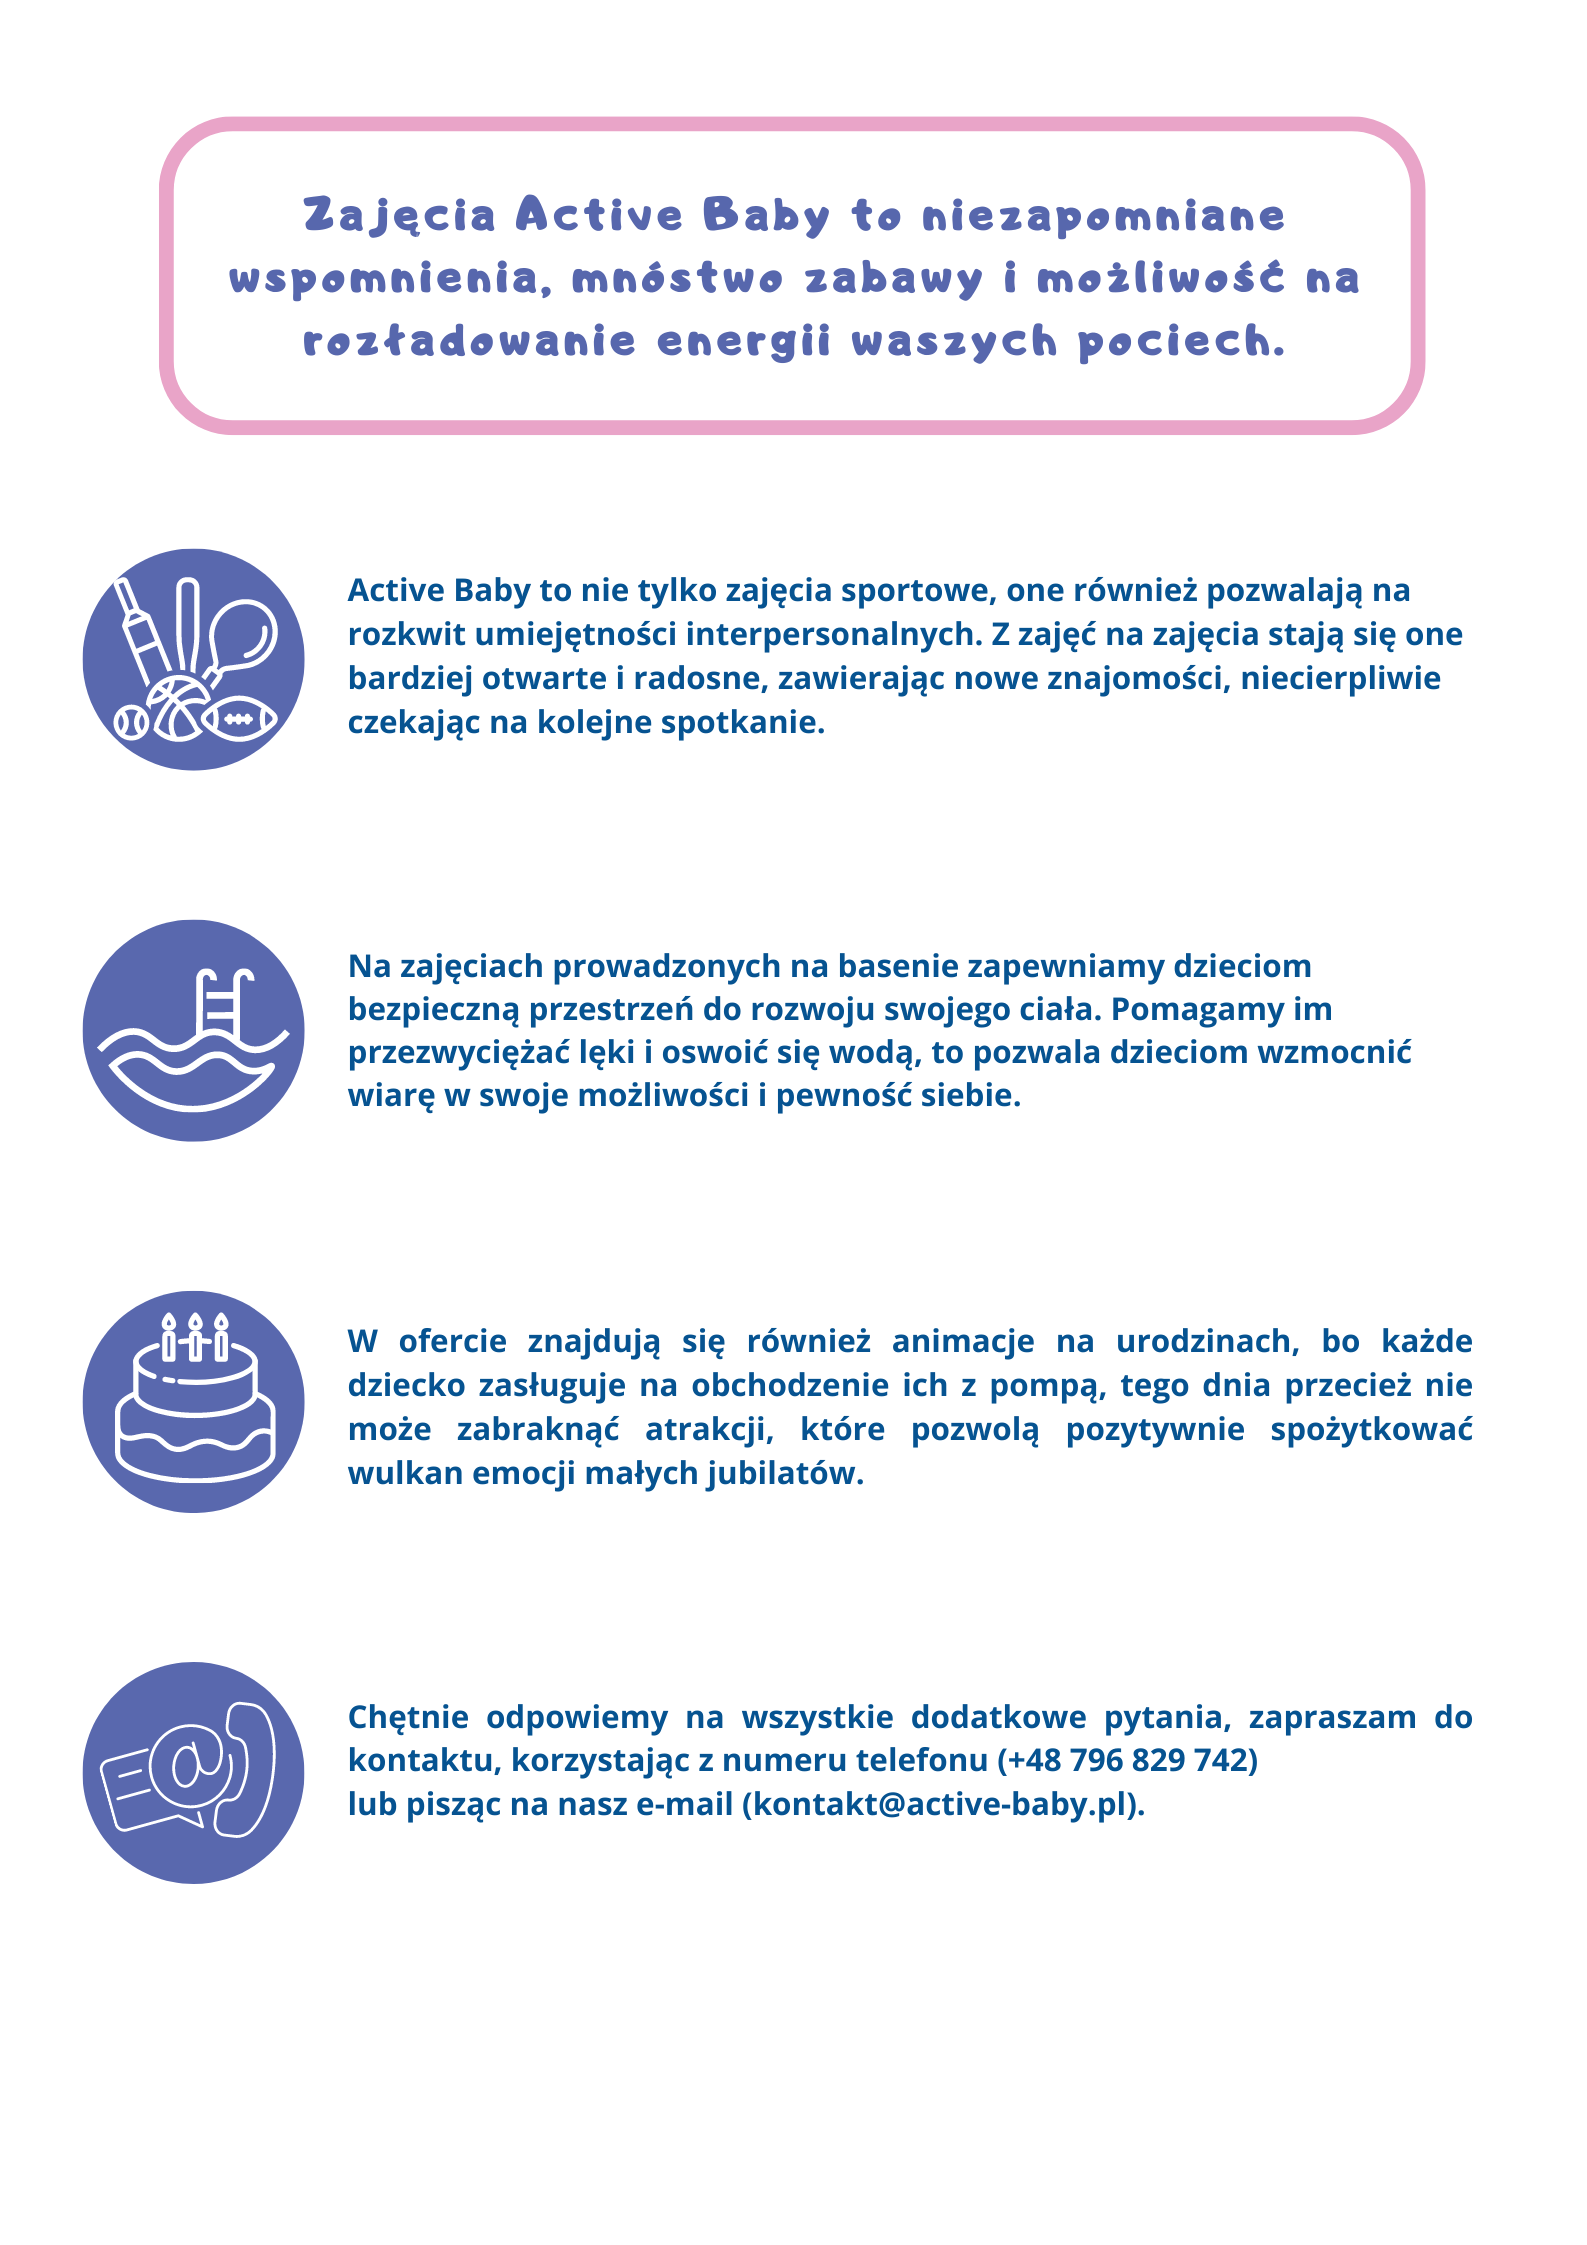 Zajęcia Active Baby to niezapomniane
wspomnienia, mnóstwo zabawy i możliwość na
rozładowanie energii waszych pociech.
Active Baby to nie tylko zajęcia sportowe, one również pozwalają na
rozkwit umiejętności interpersonalnych. Z zajęć na zajęcia stają się one
bardziej otwarte i radosne, zawierając nowe znajomości, niecierpliwie
czekając na kolejne spotkanie.
Na zajęciach prowadzonych na basenie zapewniamy dzieciom
bezpieczną przestrzeń do rozwoju swojego ciała. Pomagamy im
przezwyciężać lęki i oswoić się wodą, to pozwala dzieciom wzmocnić
wiarę w swoje możliwości i pewność siebie.
W ofercie znajdują się również animacje na urodzinach, bo każde
dziecko zasługuje na obchodzenie ich z pompą, tego dnia przecież nie
może zabraknąć atrakcji, które pozwolą pozytywnie spożytkować
wulkan emocji małych jubilatów.
Chętnie odpowiemy na wszystkie dodatkowe pytania, zapraszam do
kontaktu, korzystając z numeru telefonu (+48 796 829 742)
lub pisząc na nasz e-mail (kontakt@active-baby.pl).